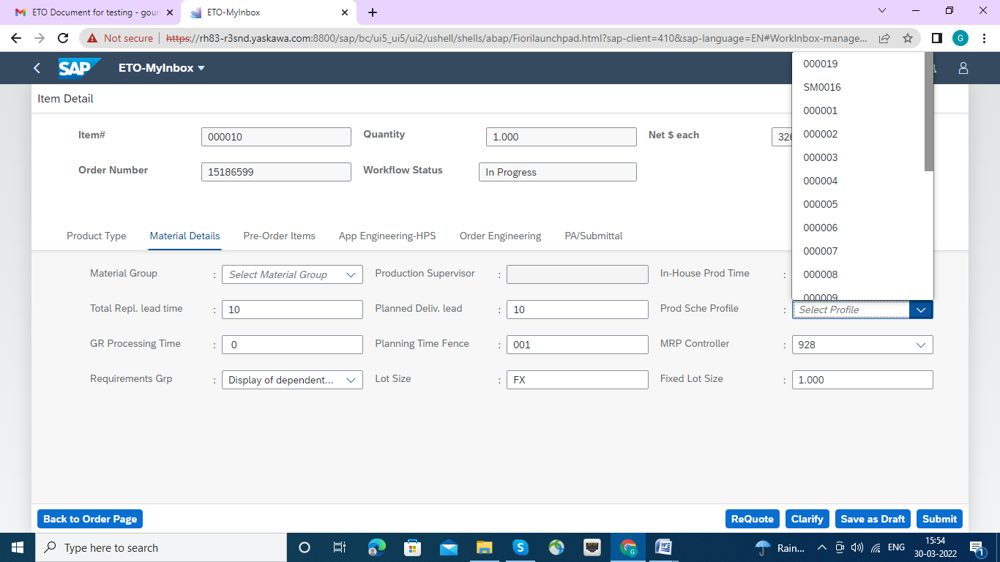 ETO Document for testing - gour
ETO-MyInbox
Not secure
https://rh83-r3snd.yaskawa.com:8800/sap/bc/ui5_ui5/ui2/ushell/shells/abap/Fiorilaunchpad.html?sap-client=410&sap-language=EN#WorkInbox-manage...
G
SAP
ETO-MyInbox
Item Detail
Item#
000010
Quantity
1.000
Net $ each
326
Order Number
15186599
Workflow Status
In Progress
000019
SM0016
000001
000002
000003
000004
000005
000006
000007
000008
000009
Product Type
Material Details
Pre-Order Items
App Engineering-HPS
Order Engineering
PA/Submittal
Material Group
:
Select Material Group
Production Supervisor
:
In-House Prod Time
:
Total Repl. lead time
:
10
Planned Deliv. lead
:
10
Prod Sche Profile
:
Select Profile
GR Processing Time
:
0
Planning Time Fence
:
001
MRP Controller
:
928
Requirements Grp
:
Display of dependent...
Lot Size
:
FX
Fixed Lot Size
:
1.000
Back to Order Page
ReQuote
Clarify
Save as Draft
Submit
Type here to search
Rain...
ENG
15:54
30-03-2022
1